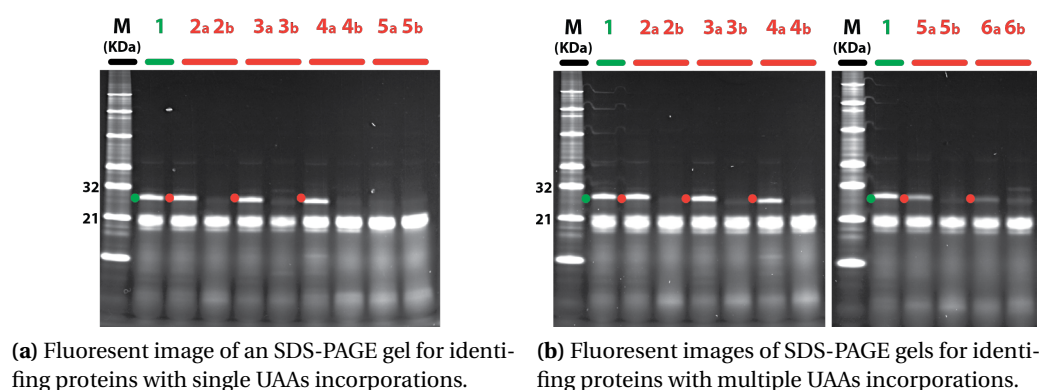 M 1 2a 2b 3a 3b 4a 4b 5a 5b
(KDa)
32
21
(a) Fluoresent image of an SDS-PAGE gel for identi-
fing proteins with single UAAs incorporations.
M 1 2a 2b 3a 3b 4a 4b M 1 5a 5b 6a 6b
(KDa) (KDa)
32
21
(b) Fluoresent images of SDS-PAGE gels for identi-
fing proteins with multiple UAAs incorporations.